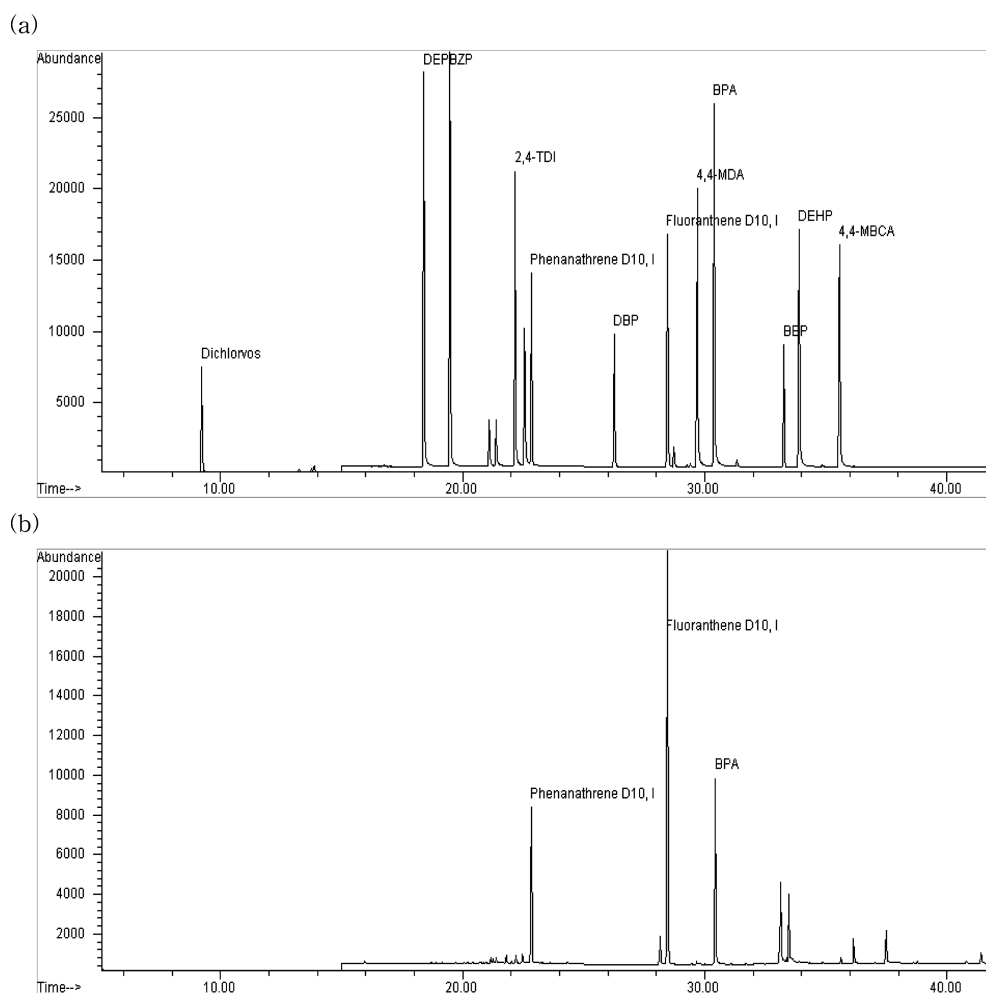 (a)
Abundance
DEPBZP
BPA
25000
2,4-TDI
20000
4,4-MDA
Fluoranthene D10, I
DEHP
4,4-MBCA
15000
Phenanathrene D10, I
DBP
BBP
10000
Dichlorvos
5000
Time-->
10.00 20.00 30.00 40.00
(b)
Abundance
20000
18000
Fluoranthene D10, I
16000
14000
12000
10000
BPA
Phenanathrene D10, I
8000
6000
4000
2000
Time-->
10.00 20.00 30.00 40.00